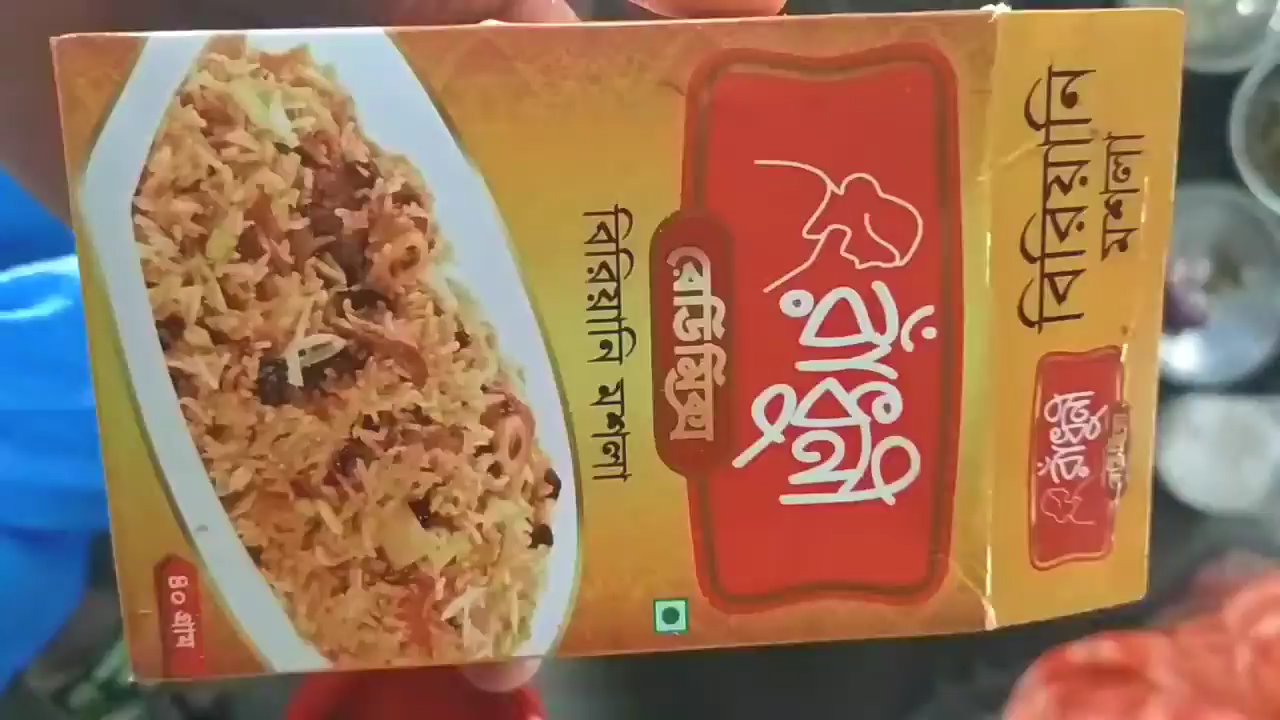 রাঁধুনী
রেডিমিক্স
বিরিয়ানি মশলা
৪০ গ্রাম
বিরিয়ানি
মশলা
রাঁধুনী
রেডিমিক্স